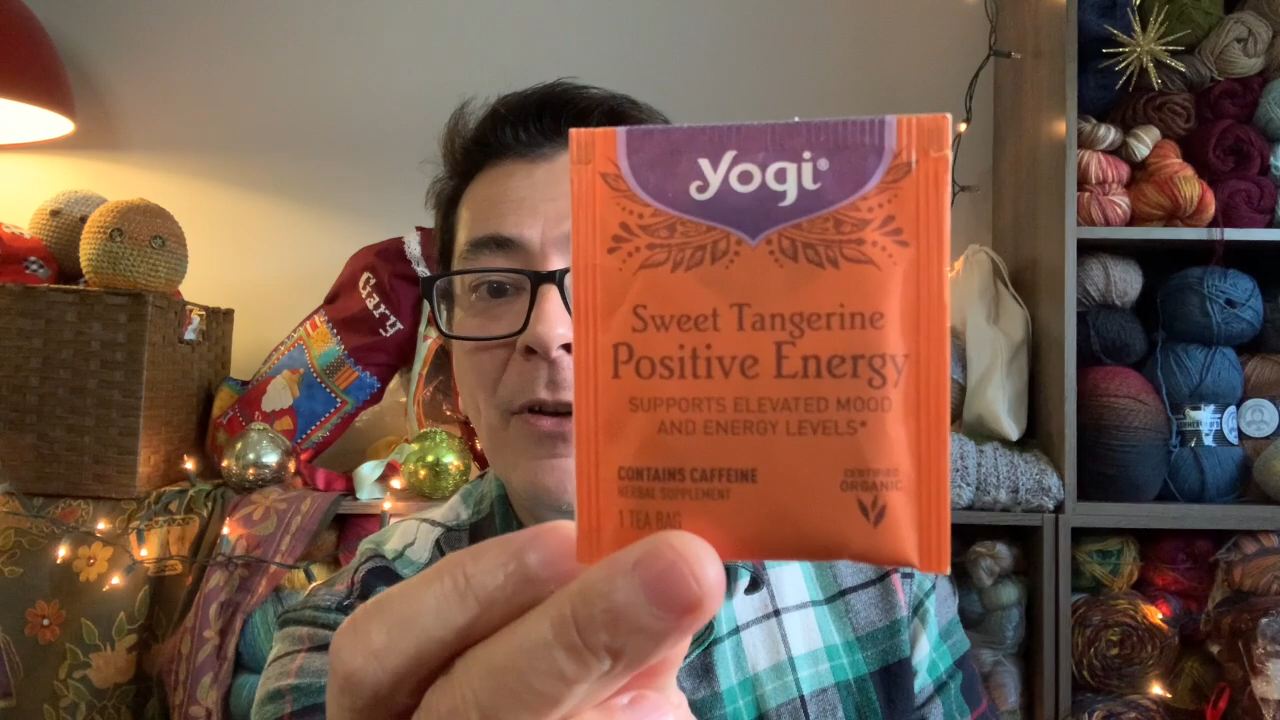 yogi®
Sweet Tangerine
Positive Energy
SUPPORTS ELEVATED MOOD
AND ENERGY LEVELS*
CONTAINS CAFFEINE
HERBAL SUPPLEMENT
1 TEA BAG
CERTIFIED
ORGANIC
Gary